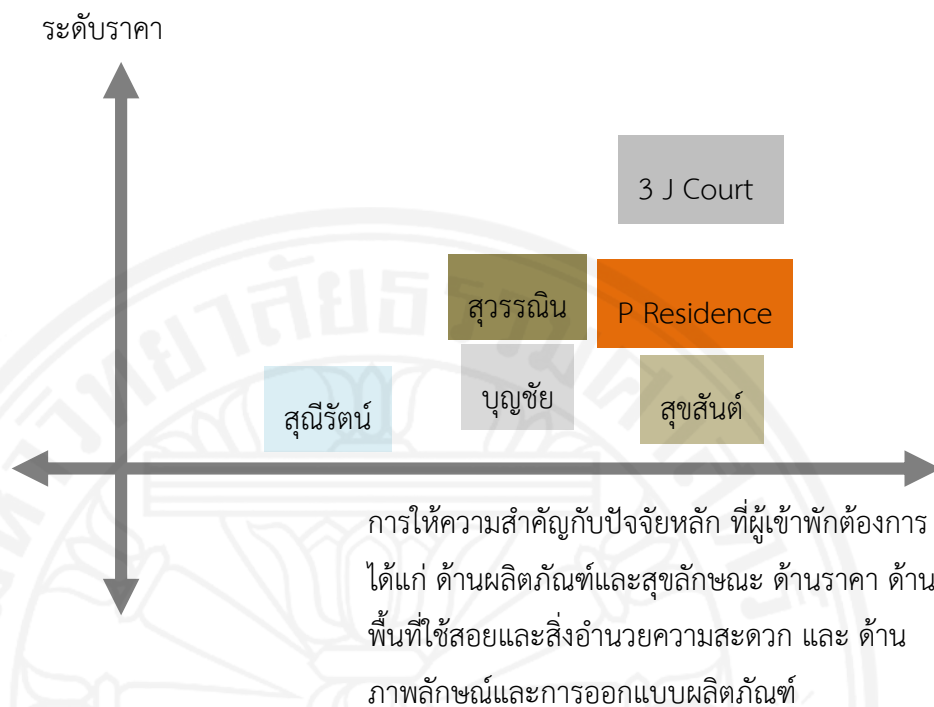 ระดับราคา
3 J Court
สุวรรณิน
P Residence
บุญชัย
สุขสันต์
สุณีรัตน์
การให้ความสำคัญกับปัจจัยหลัก ที่ผู้เข้าพักต้องการ
ได้แก่ ด้านผลิตภัณฑ์และสุขลักษณะ ด้านราคา ด้าน
พื้นที่ใช้สอยและสิ่งอำนวยความสะดวก และ ด้าน
ภาพลักษณ์และการออกแบบผลิตภัณฑ์